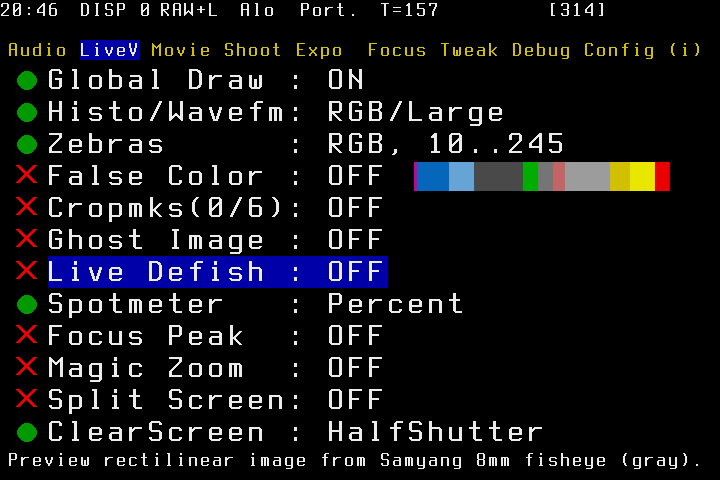 20:46 DISP 0 RAW+L Alo Port. T=157 [314]
Audio LiveV Movie Shoot Expo Focus Tweak Debug Config (i)
Global Draw : ON
Histo/Wavefm: RGB/Large
Zebras : RGB, 10..245
False Color : OFF
Cropmks(0/6): OFF
Ghost Image : OFF
Live Defish : OFF
Spotmeter : Percent
Focus Peak : OFF
Magic Zoom : OFF
Split Screen: OFF
ClearScreen : HalfShutter
Preview rectilinear image from Samyang 8mm fisheye (gray).